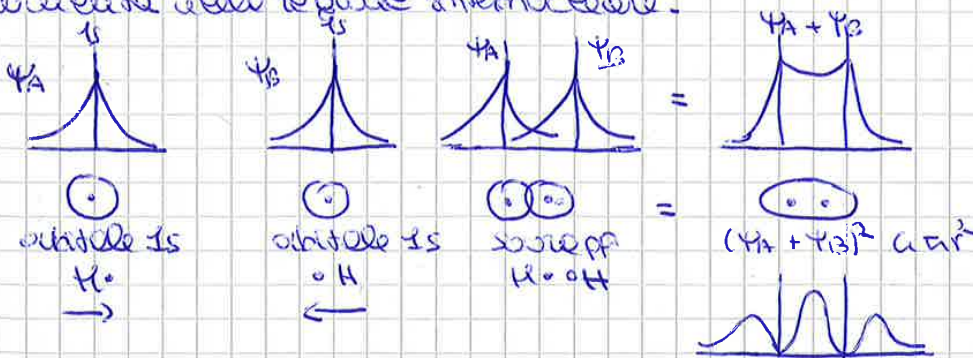 1s 1s ψA + ψB
ψA ψB ψA ψB =
=
orbitale 1s orbitale 1s sovrapp (ψA + ψB)² 4πr²
H• ∘H H•∘H
→ ←